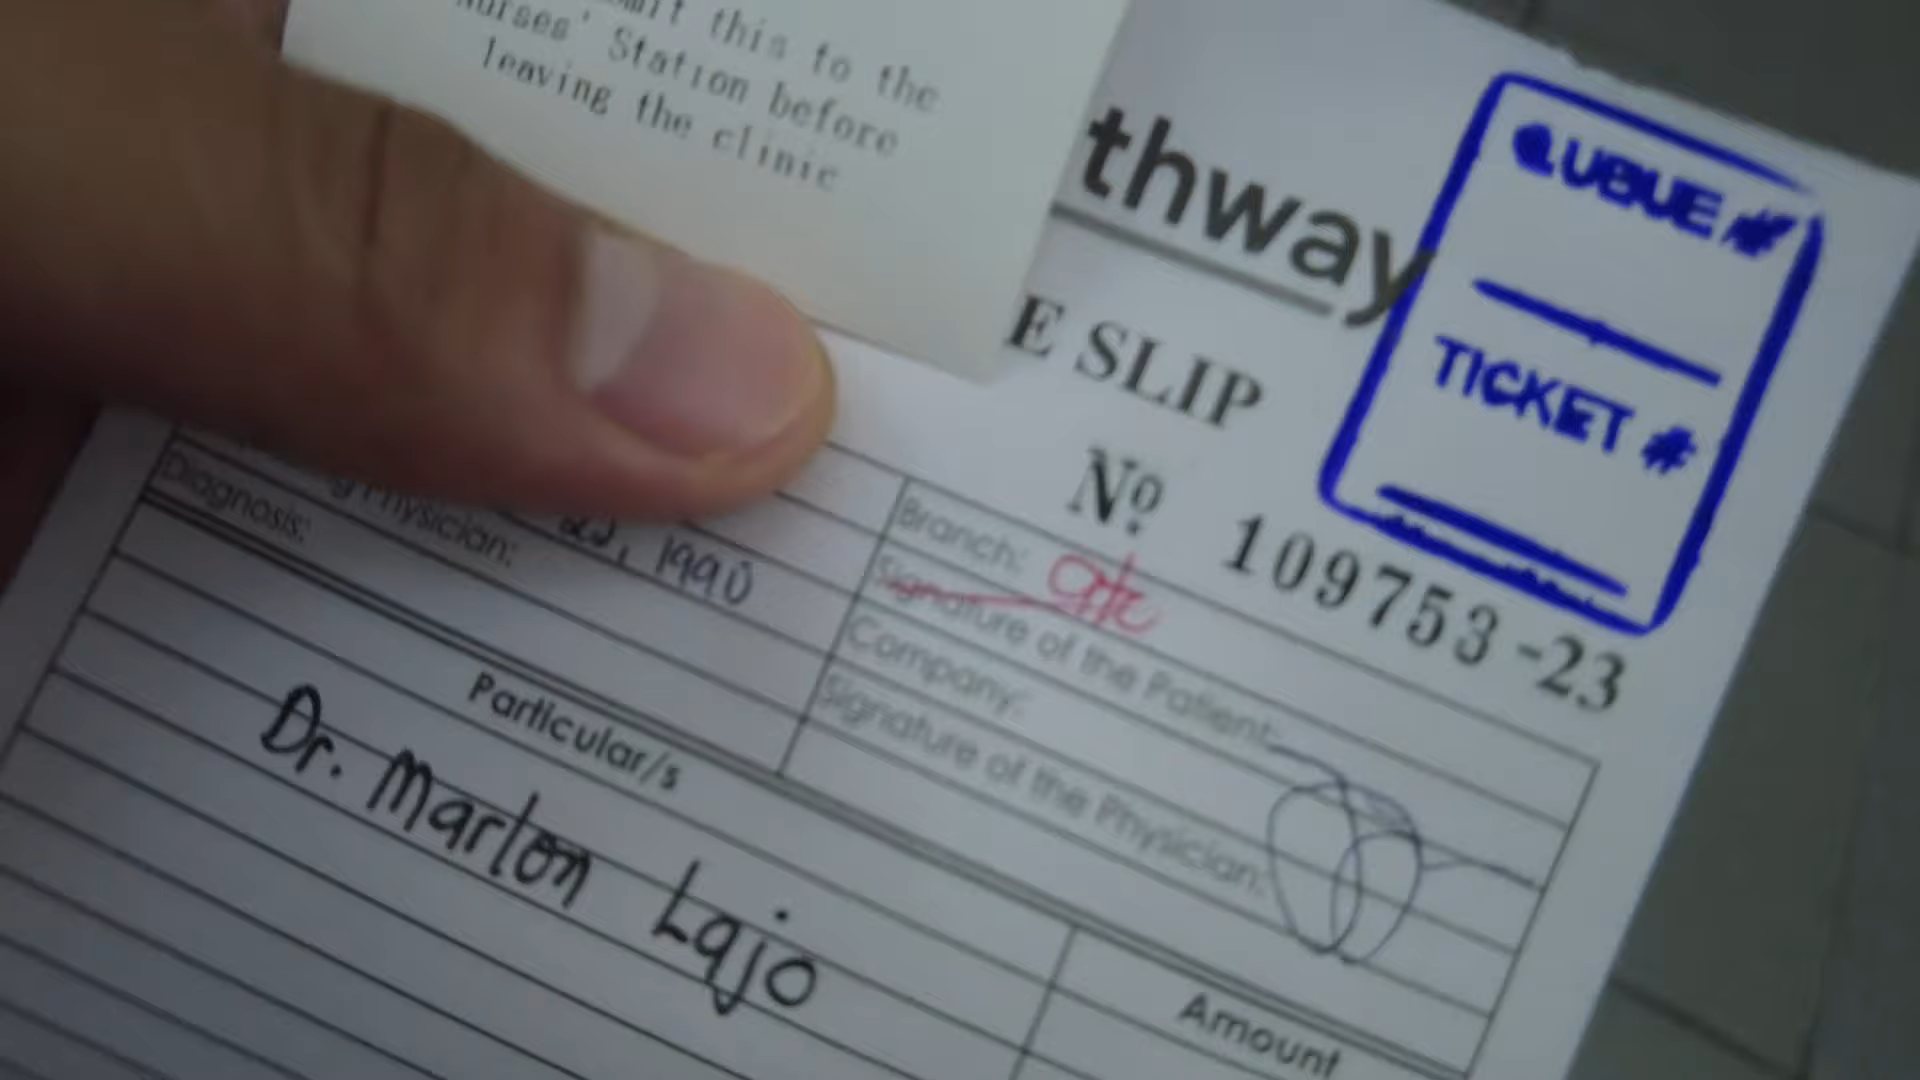 this to the
Nurses' Station before
leaving the clinic
thway
E SLIP
QUEUE #
TICKET #
Nº 109753-23
Physician:
Diagnosis:
, 1990
Branch:
Signature of the Patient:
Company:
Signature of the Physician:
Particular/s
Amount
Dr. Marlon Lajo